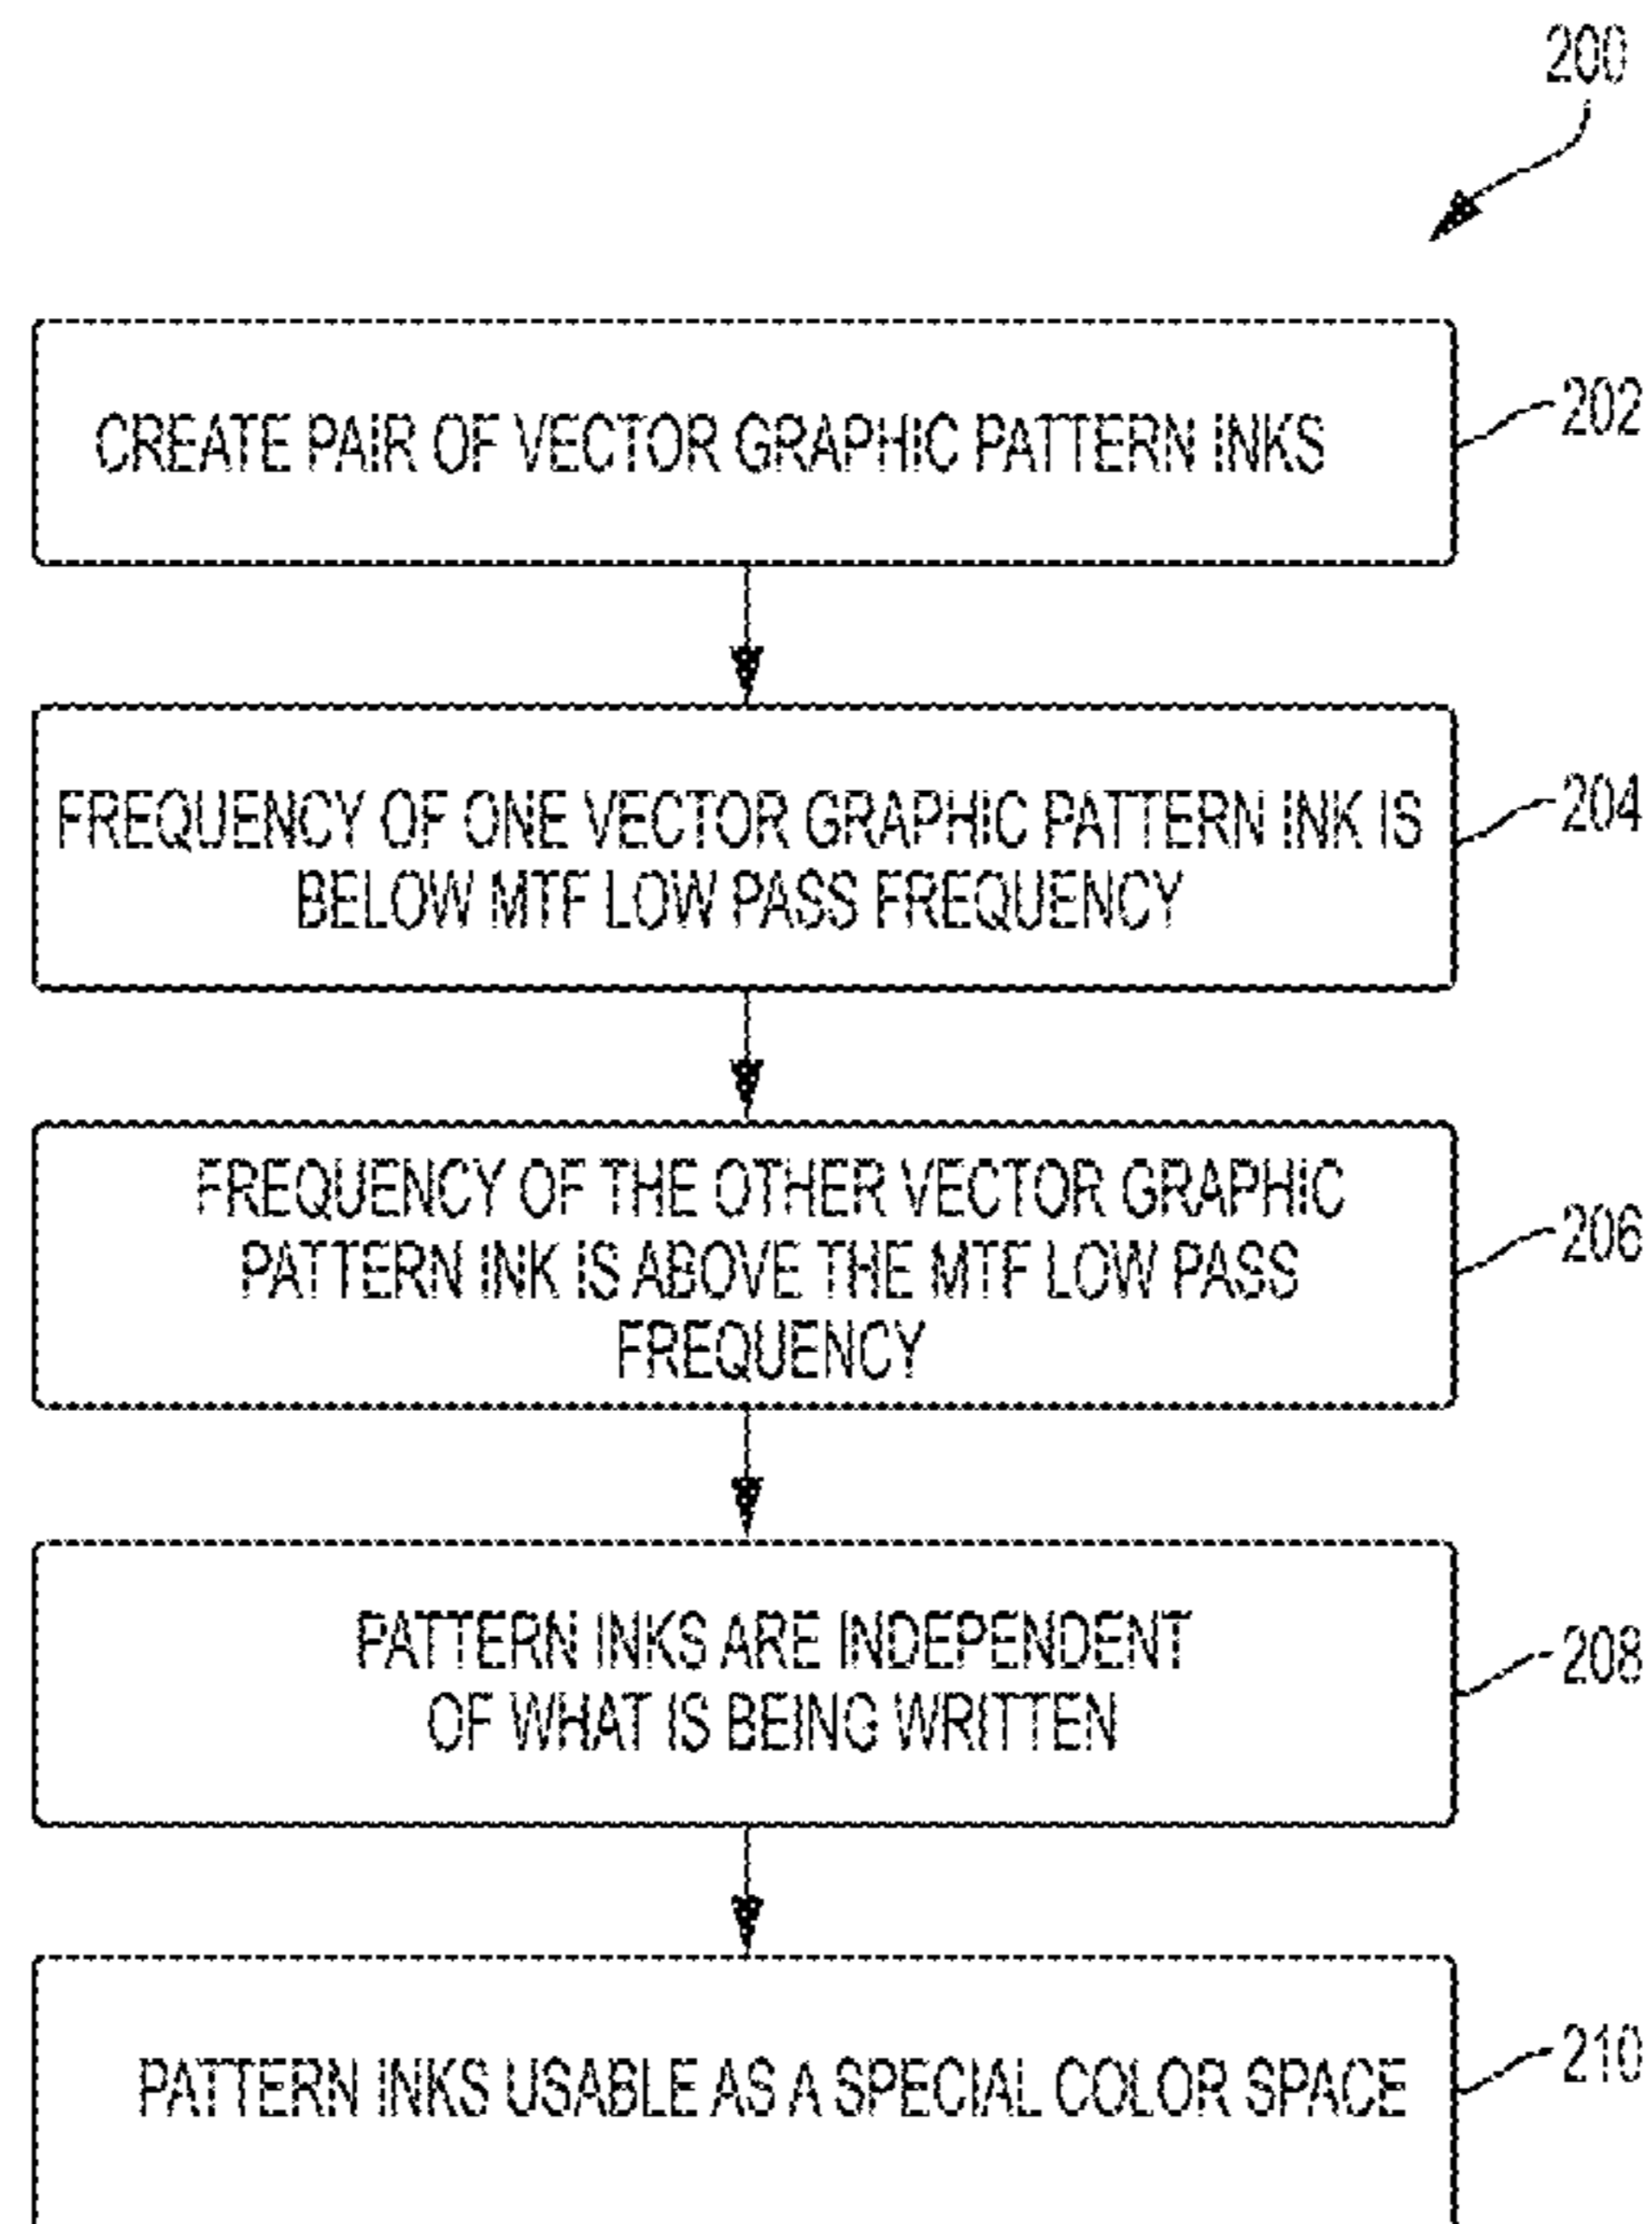 200
CREATE PAIR OF VECTOR GRAPHIC PATTERN INKS
202
FREQUENCY OF ONE VECTOR GRAPHIC PATTERN INK IS
BELOW MTF LOW PASS FREQUENCY
204
FREQUENCY OF THE OTHER VECTOR GRAPHIC
PATTERN INK IS ABOVE THE MTF LOW PASS
FREQUENCY
206
PATTERN INKS ARE INDEPENDENT
OF WHAT IS BEING WRITTEN
208
PATTERN INKS USABLE AS A SPECIAL COLOR SPACE
210